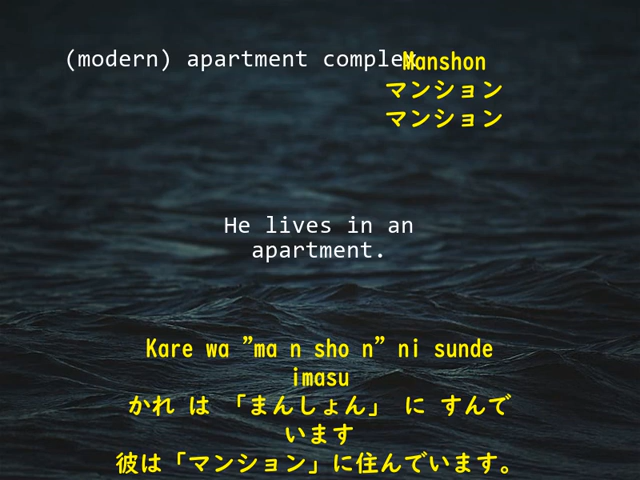 (modern) apartment complex
Manshon
マンション
マンション
He lives in an
apartment.
Kare wa ”ma n sho n” ni sunde
imasu
かれ は 「まんしょん」 に すんで
います
彼は「マンション」に住んでいます。